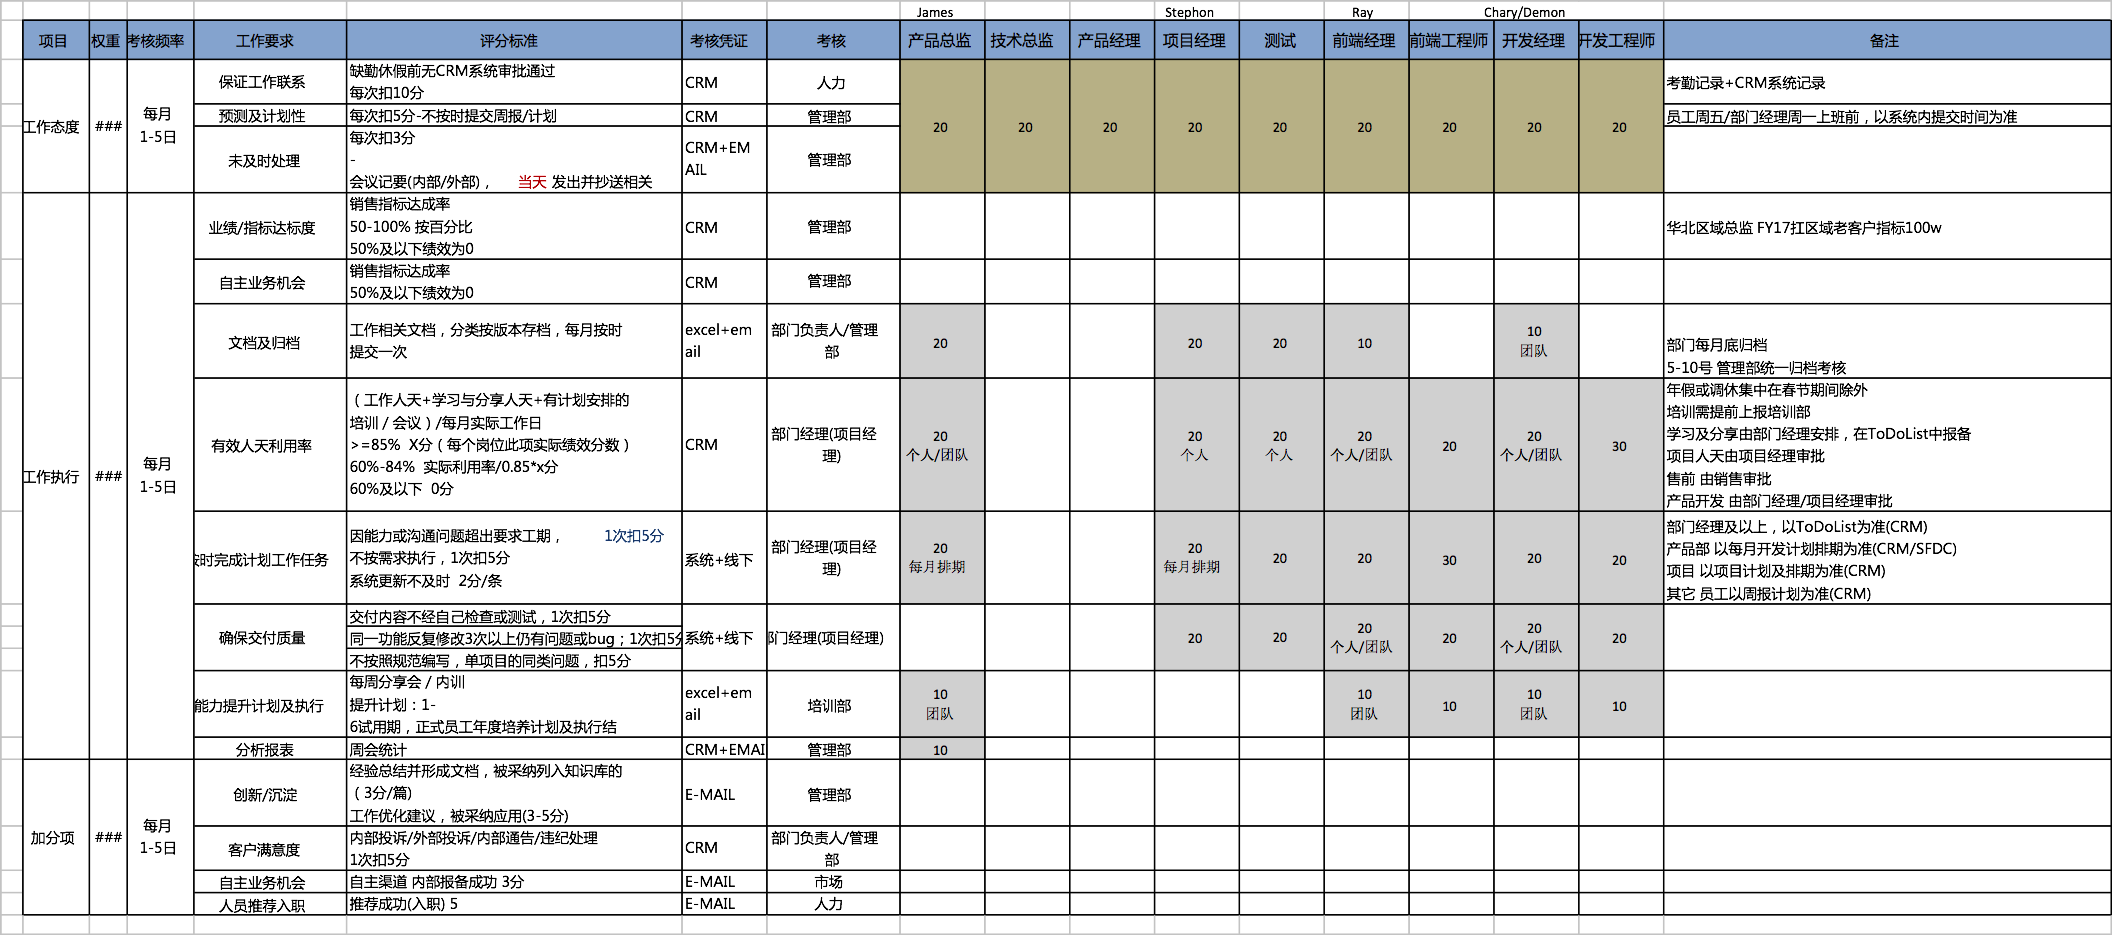 James Stephon Ray Chary/Demon
项目 权重 考核频率 工作要求 评分标准 考核凭证 考核 产品总监 技术总监 产品经理 项目经理 测试 前端经理 前端工程师 开发经理 开发工程师 备注
工作态度 ### 每月
1-5日
保证工作联系 缺勤休假前无CRM系统审批通过
每次扣10分 CRM 人力 考勤记录+CRM系统记录
预测及计划性 每次扣5分-不按时提交周报/计划 CRM 管理部 员工周五/部门经理周一上班前，以系统内提交时间为准
20 20 20 20 20 20 20 20 20
未及时处理 每次扣3分
-
会议记要(内部/外部)， 当天 发出并抄送相关
CRM+EM
AIL
管理部
工作执行 ### 每月
1-5日
业绩/指标达标度 销售指标达成率
50-100% 按百分比
50%及以下绩效为0
CRM 管理部 华北区域总监 FY17扛区域老客户指标100w
自主业务机会 销售指标达成率
50%及以下绩效为0
CRM 管理部
文档及归档 工作相关文档，分类按版本存档，每月按时
提交一次
excel+em
ail
部门负责人/管理
部
20 20 20 10 10
团队
部门每月底归档
5-10号 管理部统一归档考核
有效人天利用率 （工作人天+学习与分享人天+有计划安排的
培训 / 会议）/每月实际工作日
>=85% X分（每个岗位此项实际绩效分数）
60%-84% 实际利用率/0.85*x分
60%及以下 0分
CRM 部门经理(项目经
理)
20
个人/团队
20
个人
20
个人
20
个人/团队
20
20
个人/团队
30
年假或调休集中在春节期间除外
培训需提前上报培训部
学习及分享由部门经理安排，在ToDoList中报备
项目人天由项目经理审批
售前 由销售审批
产品开发 由部门经理/项目经理审批
时完成计划工作任务 因能力或沟通问题超出要求工期， 1次扣5分
不按需求执行，1次扣5分
系统更新不及时 2分/条
系统+线下 部门经理(项目经
理)
20
每月排期
20
每月排期
20 20 30 20 20
部门经理及以上，以ToDoList为准(CRM)
产品部 以每月开发计划排期为准(CRM/SFDC)
项目 以项目计划及排期为准(CRM)
其它 员工以周报计划为准(CRM)
确保交付质量 交付内容不经自己检查或测试，1次扣5分
同一功能反复修改3次以上仍有问题或bug；1次扣5分
不按照规范编写，单项目的同类问题，扣5分
系统+线下 部门经理(项目经理)
20 20 20
个人/团队
20 20
个人/团队
20
能力提升计划及执行 每周分享会 / 内训
提升计划：1-
6试用期，正式员工年度培养计划及执行结
excel+em
ail
培训部
10
团队
10
团队
10 10
团队
10
分析报表 周会统计 CRM+EMAI 管理部 10
加分项 ### 每月
1-5日
创新/沉淀 经验总结并形成文档，被采纳列入知识库的
（3分/篇)
工作优化建议，被采纳应用(3-5分)
E-MAIL 管理部
客户满意度 内部投诉/外部投诉/内部通告/违纪处理
1次扣5分
CRM 部门负责人/管理
部
自主业务机会 自主渠道 内部报备成功 3分 E-MAIL 市场
人员推荐入职 推荐成功(入职) 5 E-MAIL 人力